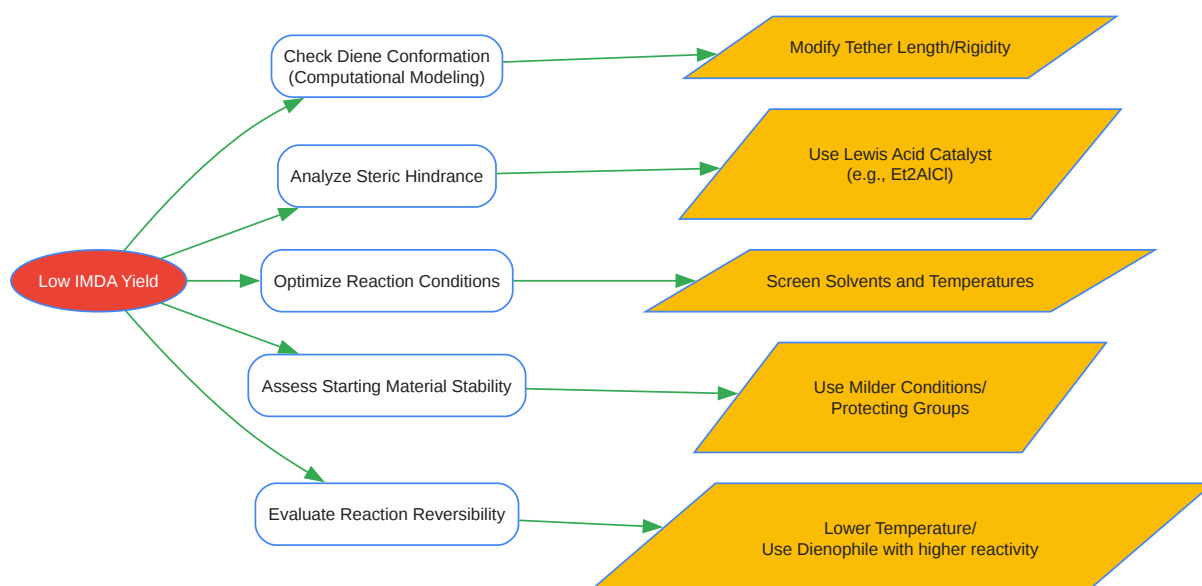 Low IMDA Yield
Check Diene Conformation
(Computational Modeling)
Modify Tether Length/Rigidity
Analyze Steric Hindrance
Use Lewis Acid Catalyst
(e.g., Et2AlCl)
Optimize Reaction Conditions
Screen Solvents and Temperatures
Assess Starting Material Stability
Use Milder Conditions/
Protecting Groups
Evaluate Reaction Reversibility
Lower Temperature/
Use Dienophile with higher reactivity